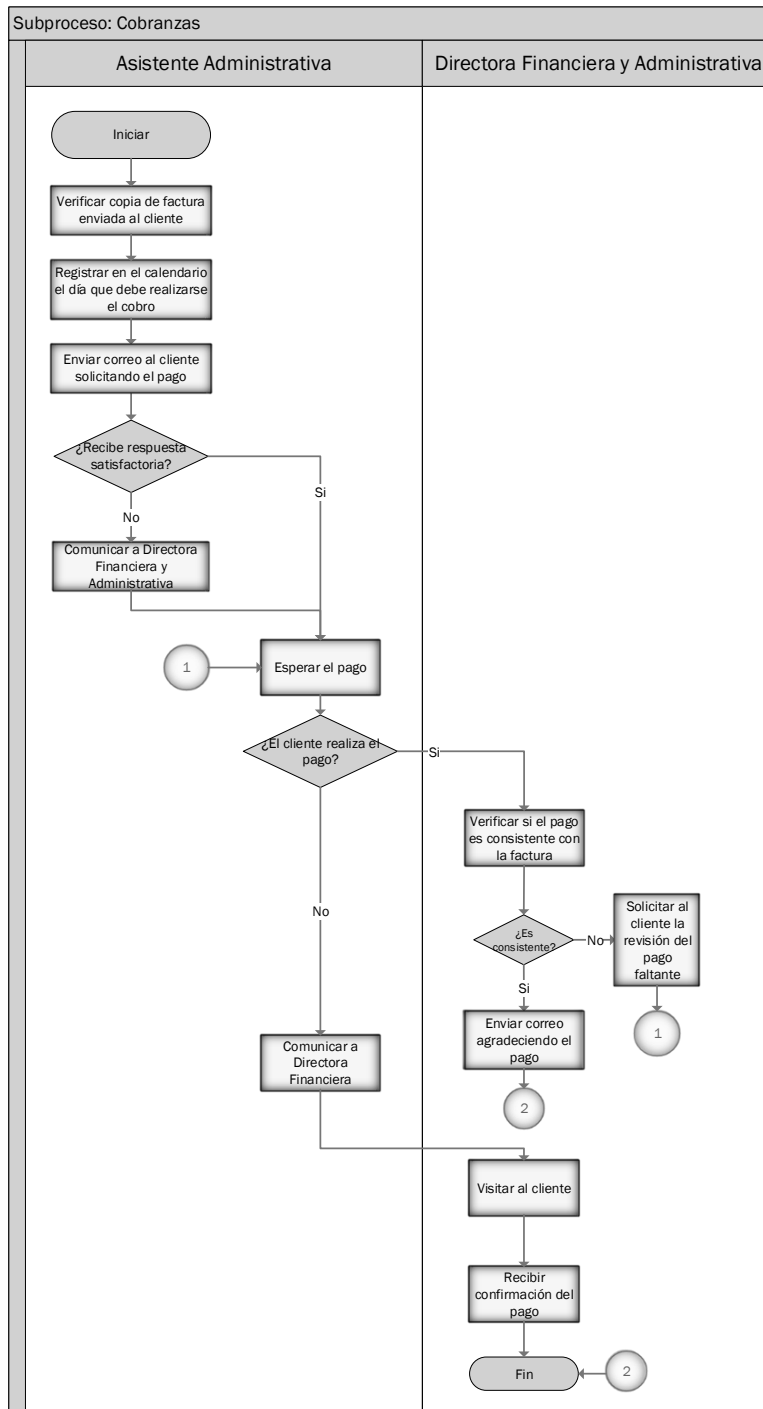 Subproceso: Cobranzas
Asistente Administrativa
Directora Financiera y Administrativa
Iniciar
Verificar copia de factura
enviada al cliente
Registrar en el calendario
el día que debe realizarse
el cobro
Enviar correo al cliente
solicitando el pago
¿Recibe respuesta
satisfactoria?
Si
No
Comunicar a Directora
Financiera y
Administrativa
1
Esperar el pago
¿El cliente realiza el
pago?
Si
Verificar si el pago
es consistente con
la factura
¿Es
consistente?
No
Solicitar al
cliente la
revisión del
pago
faltante
1
Si
Enviar correo
agradeciendo el
pago
2
No
Comunicar a
Directora
Financiera
Visitar al cliente
Recibir
confirmación del
pago
Fin
2